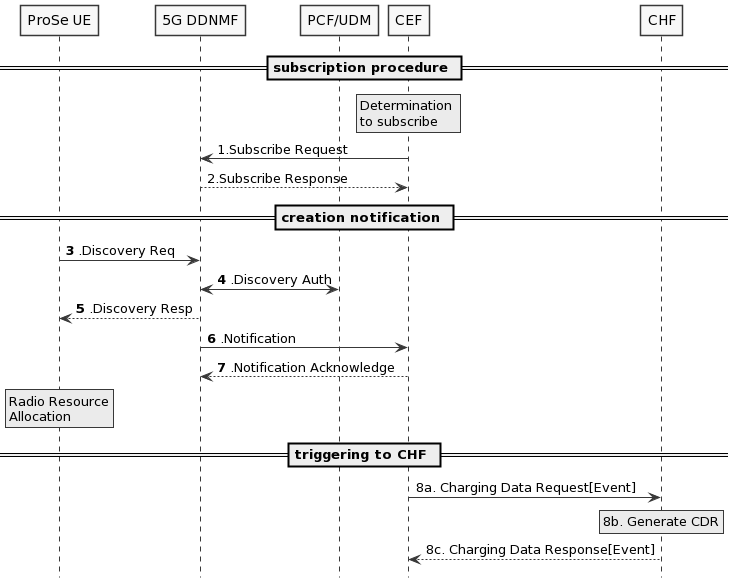 ProSe UE
5G DDNMF
PCF/UDM
CEF
CHF
subscription procedure
Determination
to subscribe
1.Subscribe Request
2.Subscribe Response
creation notification
3 .Discovery Req
4 .Discovery Auth
5 .Discovery Resp
6 .Notification
7 .Notification Acknowledge
Radio Resource
Allocation
triggering to CHF
8a. Charging Data Request[Event]
8b. Generate CDR
8c. Charging Data Response[Event]